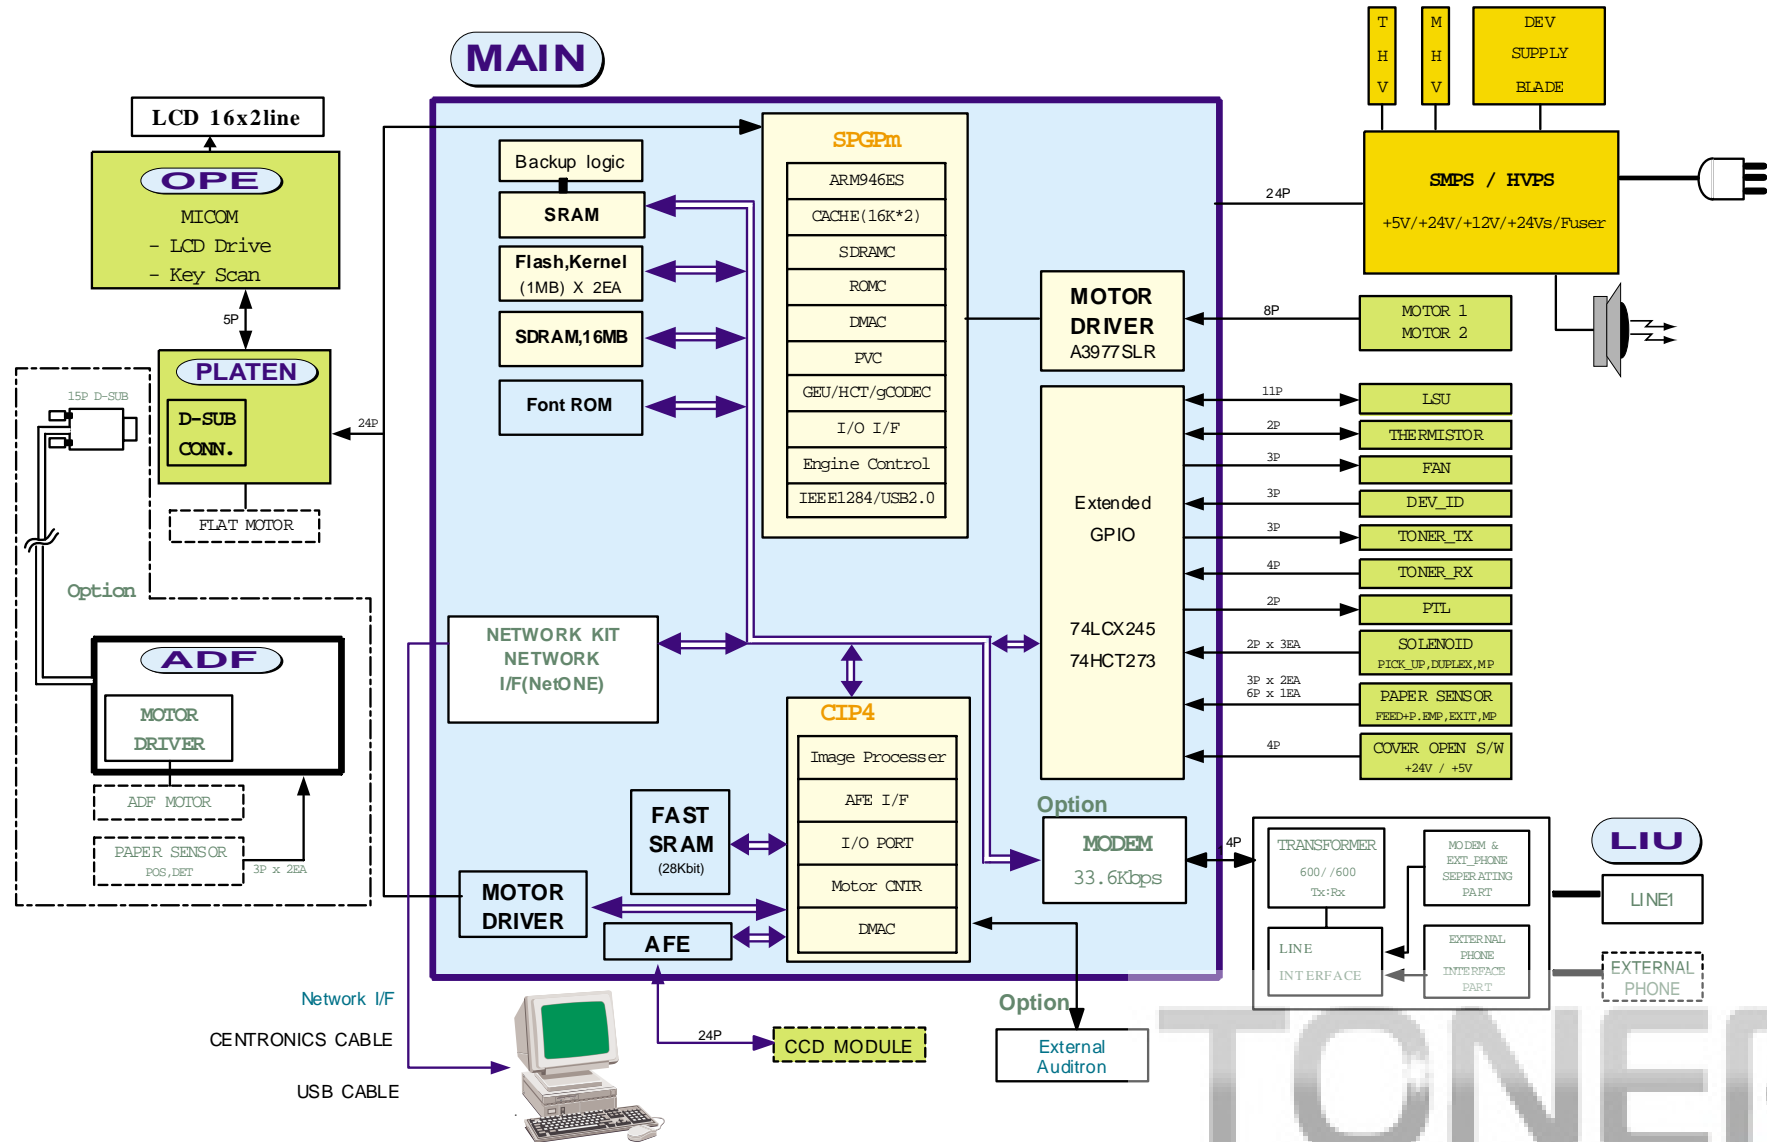 MAIN
LCD 16x2line
OPE
MICOM
- LCD Drive
- Key Scan
5P
PLATEN
D-SUB
CONN.
24P
FLAT MOTOR
15P D-SUB
Option
ADF
MOTOR
DRIVER
ADF MOTOR
PAPER SENSOR
POS,DET
3P x 2EA
Backup logic
SRAM
Flash,Kernel
(1MB) X 2EA
SDRAM,16MB
Font ROM
SPGPm
ARM946ES
CACHE(16K*2)
SDRAMC
ROMC
DMAC
PVC
GEU/HCT/gCODEC
I/O I/F
Engine Control
IEEE1284/USB2.0
MOTOR
DRIVER
A3977SLR
Extended
GPIO
74LCX245
74HCT273
NETWORK KIT
NETWORK
I/F(NetONE)
CIP4
Image Processer
AFE I/F
I/O PORT
Motor CNTR
DMAC
FAST
SRAM
(28Kbit)
MOTOR
DRIVER
AFE
Option
MODEM
33.6Kbps
T
H
V
M
H
V
DEV
SUPPLY
BLADE
SMPS / HVPS
+5V/+24V/+12V/+24Vs/Fuser
24P
8P
MOTOR 1
MOTOR 2
11P
LSU
2P
THERMISTOR
3P
FAN
3P
DEV_ID
3P
TONER_TX
4P
TONER_RX
2P
PTL
2P x 3EA
SOLENOID
PICK_UP,DUPLEX,MP
3P x 2EA
6P x 1EA
PAPER SENSOR
FEED+P.EMP,EXIT,MP
4P
COVER OPEN S/W
+24V / +5V
4P
TRANSFORMER
600//600
Tx:Rx
MODEM &
EXT_PHONE
SEPERATING
PART
LINE
INTERFACE
EXTERNAL
PHONE
INTERFACE
PART
LIU
LINE1
EXTERNAL
PHONE
Network I/F
CENTRONICS CABLE
USB CABLE
24P
CCD MODULE
Option
External
Auditron
TONE